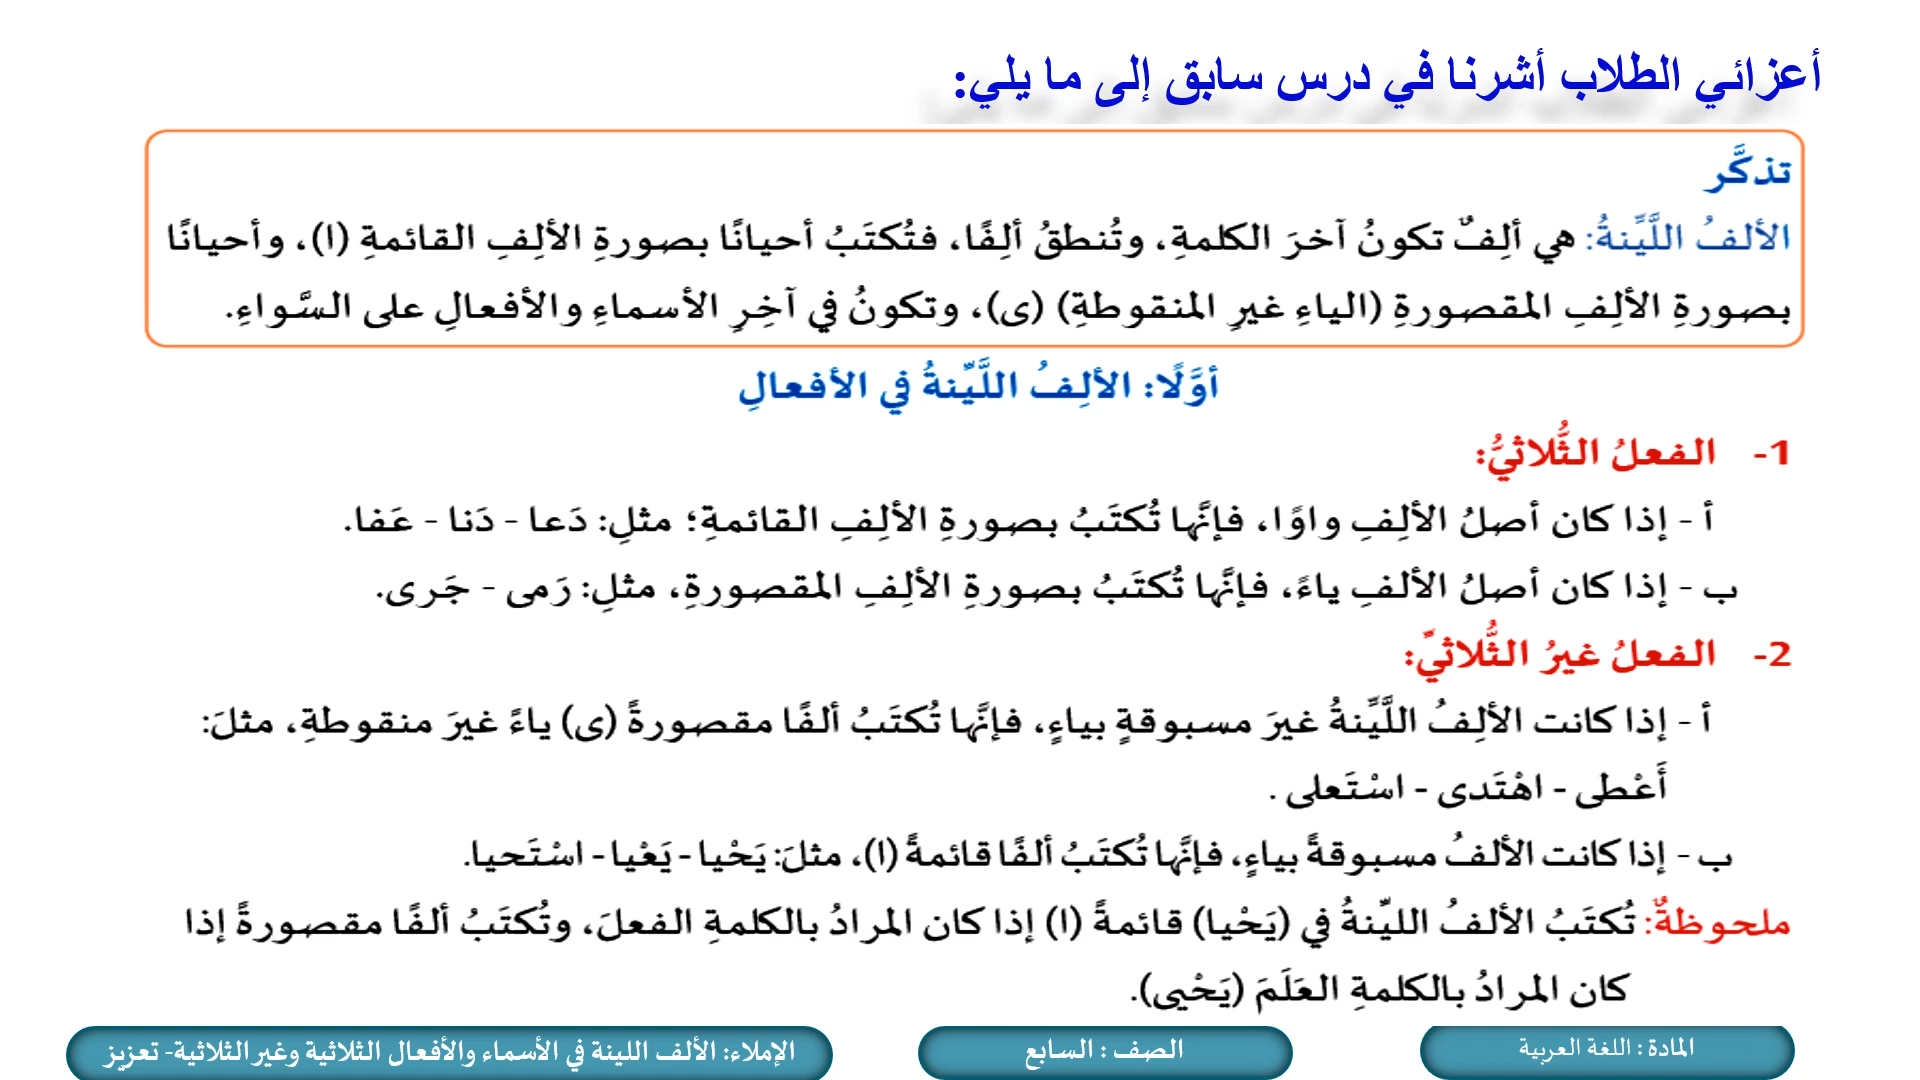 أعزائي الطلاب أشرنا في درس سابق إلى ما يلي:
تذكَّر
الألفُ اللَّيِّنةُ: هي ألِفٌ تكونُ آخرَ الكلمةِ، وتُنطقُ ألِفًا، فتُكتَبُ أحيانًا بصورةِ الألِفِ القائمةِ (ا)، وأحيانًا
بصورةِ الألِفِ المقصورةِ (الياءِ غيرِ المنقوطةِ) (ى)، وتكونُ في آخِرِ الأسماءِ والأفعالِ على السَّواءِ.
أوَّلًا: الألِفُ اللَّيِّنةُ في الأفعالِ
1- الفعلُ الثُّلاثيُّ:
أ - إذا كان أصلُ الألِفِ واوًا، فإنَّها تُكتَبُ بصورةِ الألِفِ القائمةِ؛ مثلِ: دَعا - دَنا - عَفا.
ب - إذا كان أصلُ الألفِ ياءً، فإنَّها تُكتَبُ بصورةِ الألِفِ المقصورةِ، مثلِ: رَمى - جَرى.
2- الفعلُ غيرُ الثُّلاثيِّ:
أ - إذا كانت الألِفُ اللَّيِّنةُ غيرَ مسبوقةٍ بياءٍ، فإنَّها تُكتَبُ ألفًا مقصورةً (ى) ياءً غيرَ منقوطةِ، مثلَ:
أَعْطى - اهْتَدى - اسْتَعلى .
ب - إذا كانت الألفُ مسبوقةً بياءٍ، فإنَّها تُكتَبُ ألفًا قائمةً (ا)، مثلَ: يَحْيا - يَعْيا - اسْتَحيا.
ملحوظةٌ: تُكتَبُ الألفُ الليّنةُ في (يَحْيا) قائمةً (ا) إذا كان المرادُ بالكلمةِ الفعلَ، وتُكتَبُ ألفًا مقصورةً إذا
كان المرادُ بالكلمةِ العَلَمَ (يَحْيى).
المادة : اللغة العربية
الصف : السابع
الإملاء: الألف اللينة في الأسماء والأفعال الثلاثية وغير الثلاثية- تعزيز